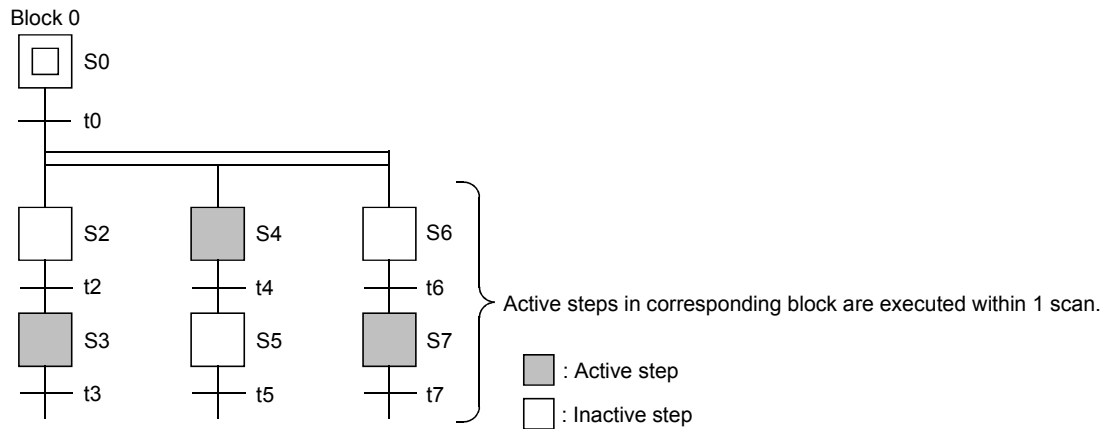 Block 0
S0
t0
S2
S4
S6
t2
t4
t6
Active steps in corresponding block are executed within 1 scan.
S3
S5
S7
: Active step
t3
t5
t7
: Inactive step